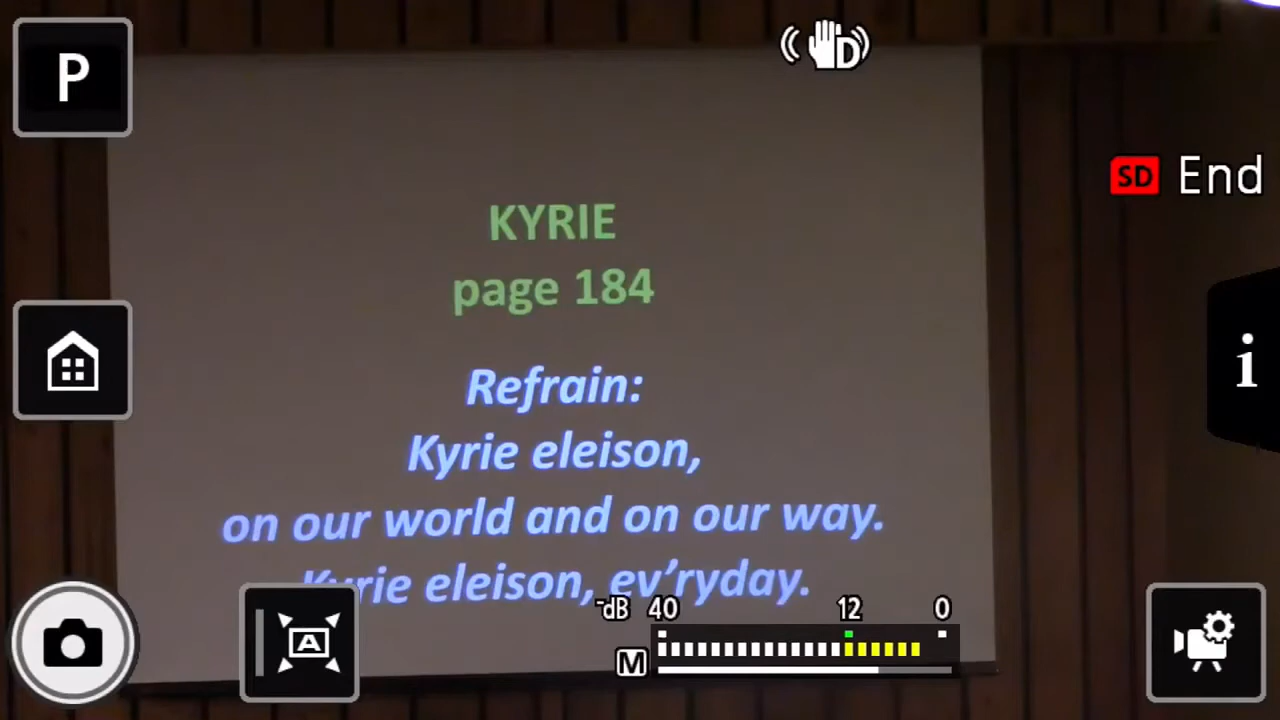 P
D
SD End
KYRIE
page 184
i
Refrain:
Kyrie eleison,
on our world and on our way.
Kyrie eleison, ev’ryday.
-dB 40 12 0
A
M